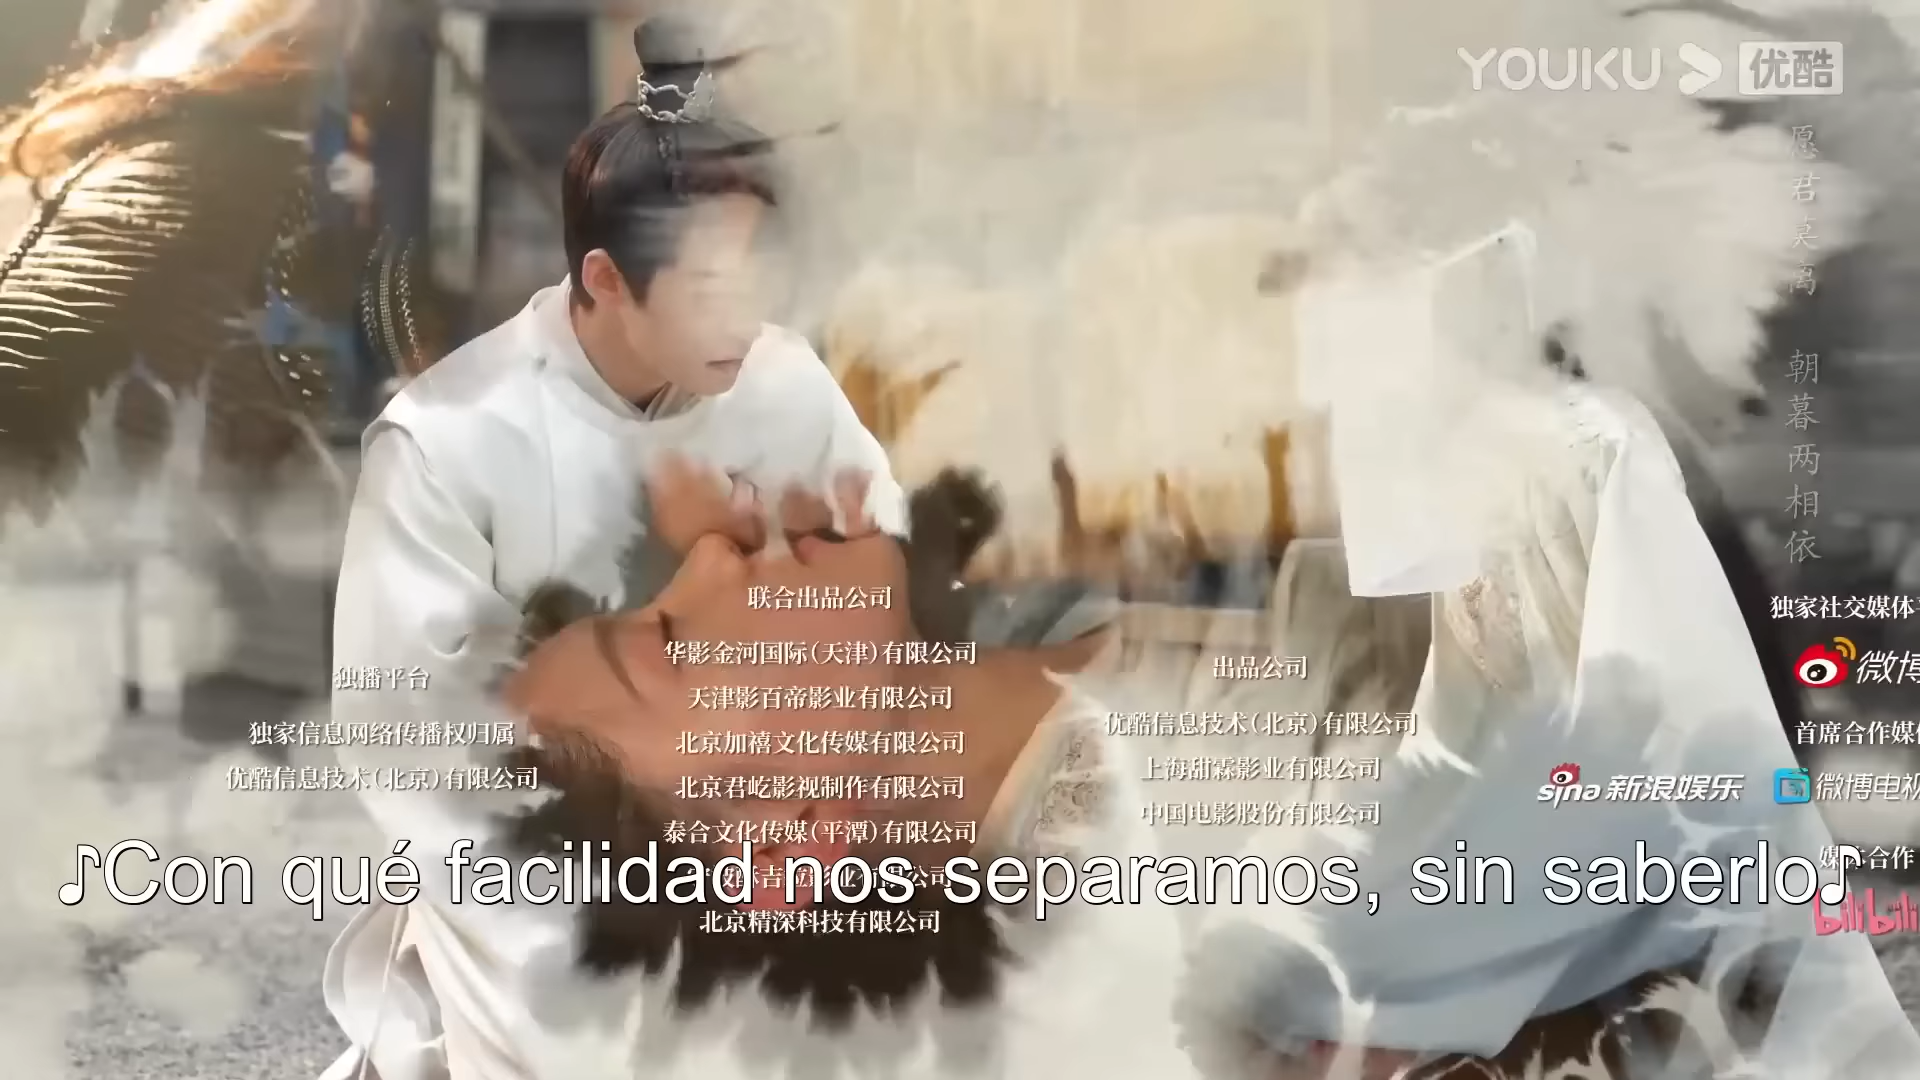 YOUKU 优酷
愿君莫离 朝暮两相依
独播平台
独家信息网络传播权归属
优酷信息技术(北京)有限公司
联合出品公司
华影金河国际(天津)有限公司
天津影百帝影业有限公司
北京加禧文化传媒有限公司
北京君屹影视制作有限公司
泰合文化传媒(平潭)有限公司
北京精深科技有限公司
出品公司
优酷信息技术(北京)有限公司
上海甜霖影业有限公司
中国电影股份有限公司
独家社交媒体
微博
首席合作媒体
sina 新浪娱乐
微博电视
媒体合作
bilibili
♪Con qué facilidad nos separamos, sin saberlo♪